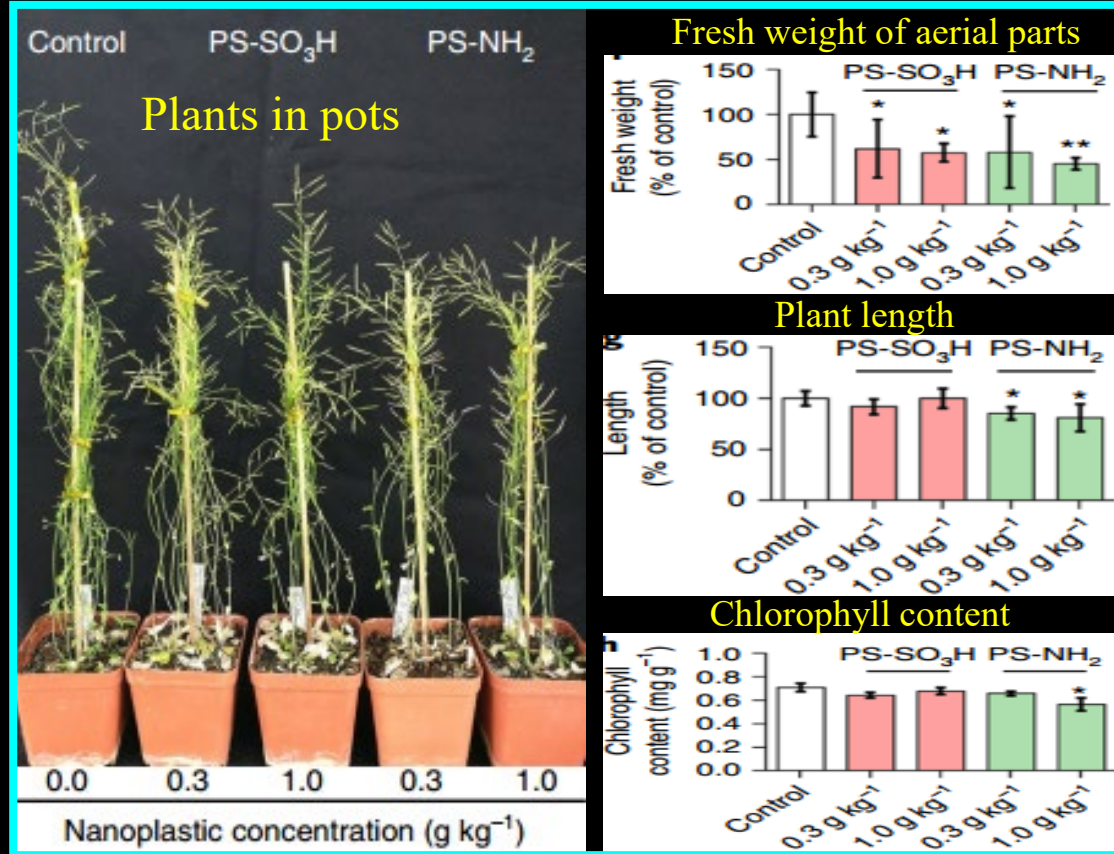 Control PS-SO₃H PS-NH₂
Plants in pots
0.0 0.3 1.0 0.3 1.0
Nanoplastic concentration (g kg⁻¹)
Fresh weight of aerial parts
PS-SO₃H PS-NH₂
Fresh weight
(% of control)
150
100
50
0
* * * **
Control
0.3 g kg⁻¹
1.0 g kg⁻¹
0.3 g kg⁻¹
1.0 g kg⁻¹
Plant length
g
PS-SO₃H PS-NH₂
Length
(% of control)
150
100
50
0
* *
Control
0.3 g kg⁻¹
1.0 g kg⁻¹
0.3 g kg⁻¹
1.0 g kg⁻¹
Chlorophyll content
h
PS-SO₃H PS-NH₂
Chlorophyll
content (mg g⁻¹)
1.0
0.8
0.6
0.4
0.2
0.0
*
Control
0.3 g kg⁻¹
1.0 g kg⁻¹
0.3 g kg⁻¹
1.0 g kg⁻¹